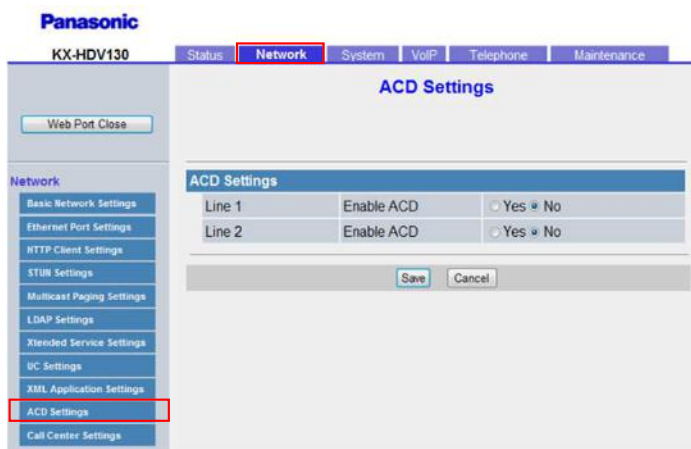 Panasonic
KX-HDV130
Status Network System VoIP Telephone Maintenance
ACD Settings
Web Port Close
Network
Basic Network Settings
Ethernet Port Settings
HTTP Client Settings
STUN Settings
Multicast Paging Settings
LDAP Settings
Xtended Service Settings
UC Settings
XML Application Settings
ACD Settings
Call Center Settings
ACD Settings
Line 1 Enable ACD Yes No
Line 2 Enable ACD Yes No
Save Cancel